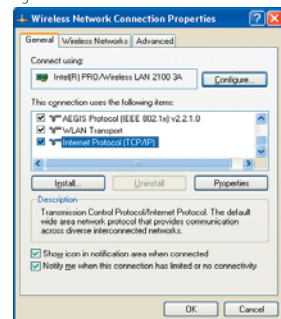 Wireless Network Connection Properties
General Wireless Networks Advanced
Connect using:
Intel(R) PRO/Wireless LAN 2100 3A
Configure...
This connection uses the following items:
AEGIS Protocol (IEEE 802.1x) v2.2.1.0
WLAN Transport
Internet Protocol (TCP/IP)
Install... Uninstall Properties
Description
Transmission Control Protocol/Internet Protocol. The default
wide area network protocol that provides communication
across diverse interconnected networks.
Show icon in notification area when connected
Notify me when this connection has limited or no connectivity
OK Cancel